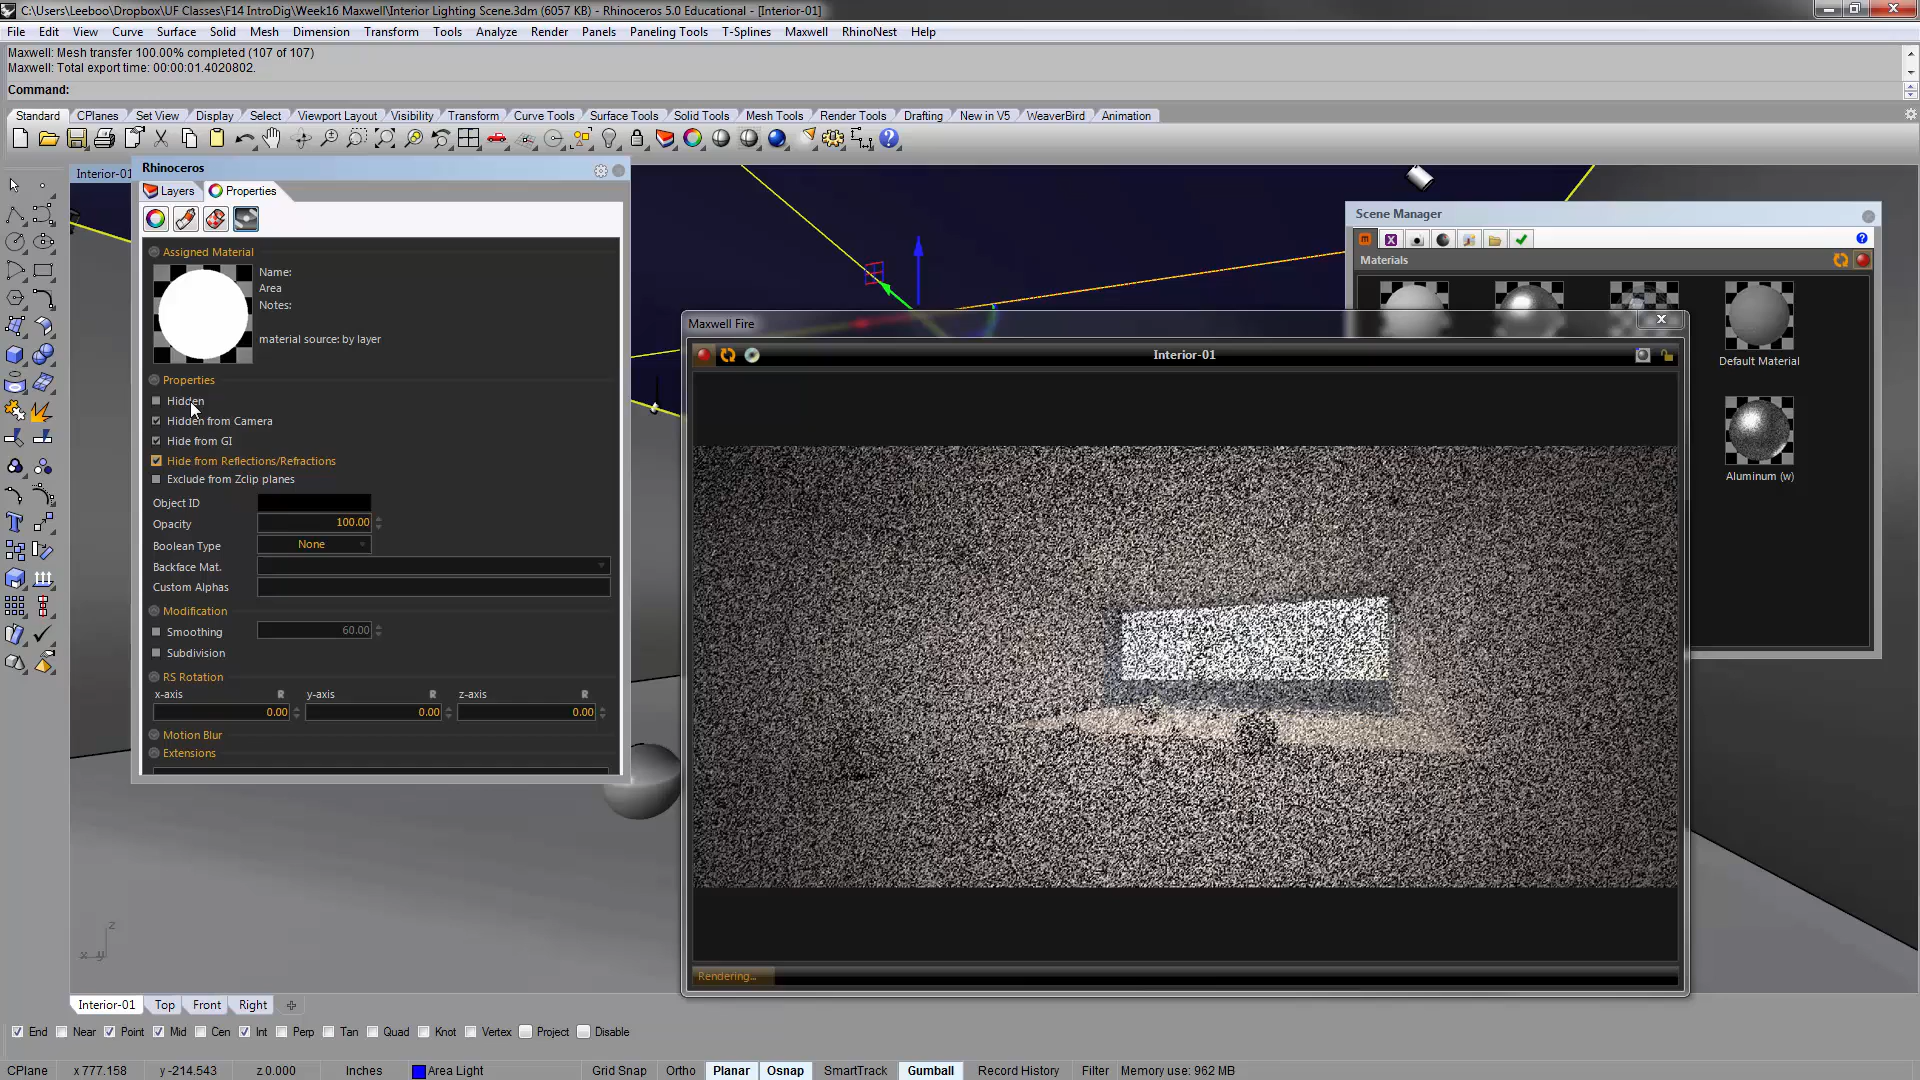 C:\Users\Leeboo\Dropbox\UF Classes\F14 IntroDig\Week16 Maxwell\Interior Lighting Scene.3dm (6057 KB) - Rhinoceros 5.0 Educational - [Interior-01]
File Edit View Curve Surface Solid Mesh Dimension Transform Tools Analyze Render Panels Paneling Tools T-Splines Maxwell RhinoNest Help
Maxwell: Mesh transfer 100.00% completed (107 of 107)
Maxwell: Total export time: 00:00:01.4020802.
Command:
Standard CPlanes Set View Display Select Viewport Layout Visibility Transform Curve Tools Surface Tools Solid Tools Mesh Tools Render Tools Drafting New in V5 WeaverBird Animation
Interior-01
Rhinoceros
Layers Properties
Assigned Material
Name:
Area
Notes:
material source: by layer
Properties
Hidden
Hidden from Camera
Hide from GI
Hide from Reflections/Refractions
Exclude from Zclip planes
Object ID
Opacity 100.00
Boolean Type None
Backface Mat.
Custom Alphas
Modification
Smoothing 60.00
Subdivision
RS Rotation
x-axis R y-axis R z-axis R
0.00 0.00 0.00
Motion Blur
Extensions
Scene Manager
Materials
Default Material
Aluminum (w)
Maxwell Fire
Interior-01
Rendering...
z
x y
Interior-01 Top Front Right
End Near Point Mid Cen Int Perp Tan Quad Knot Vertex Project Disable
CPlane x 777.158 y -214.543 z 0.000 Inches Area Light Grid Snap Ortho Planar Osnap SmartTrack Gumball Record History Filter Memory use: 962 MB